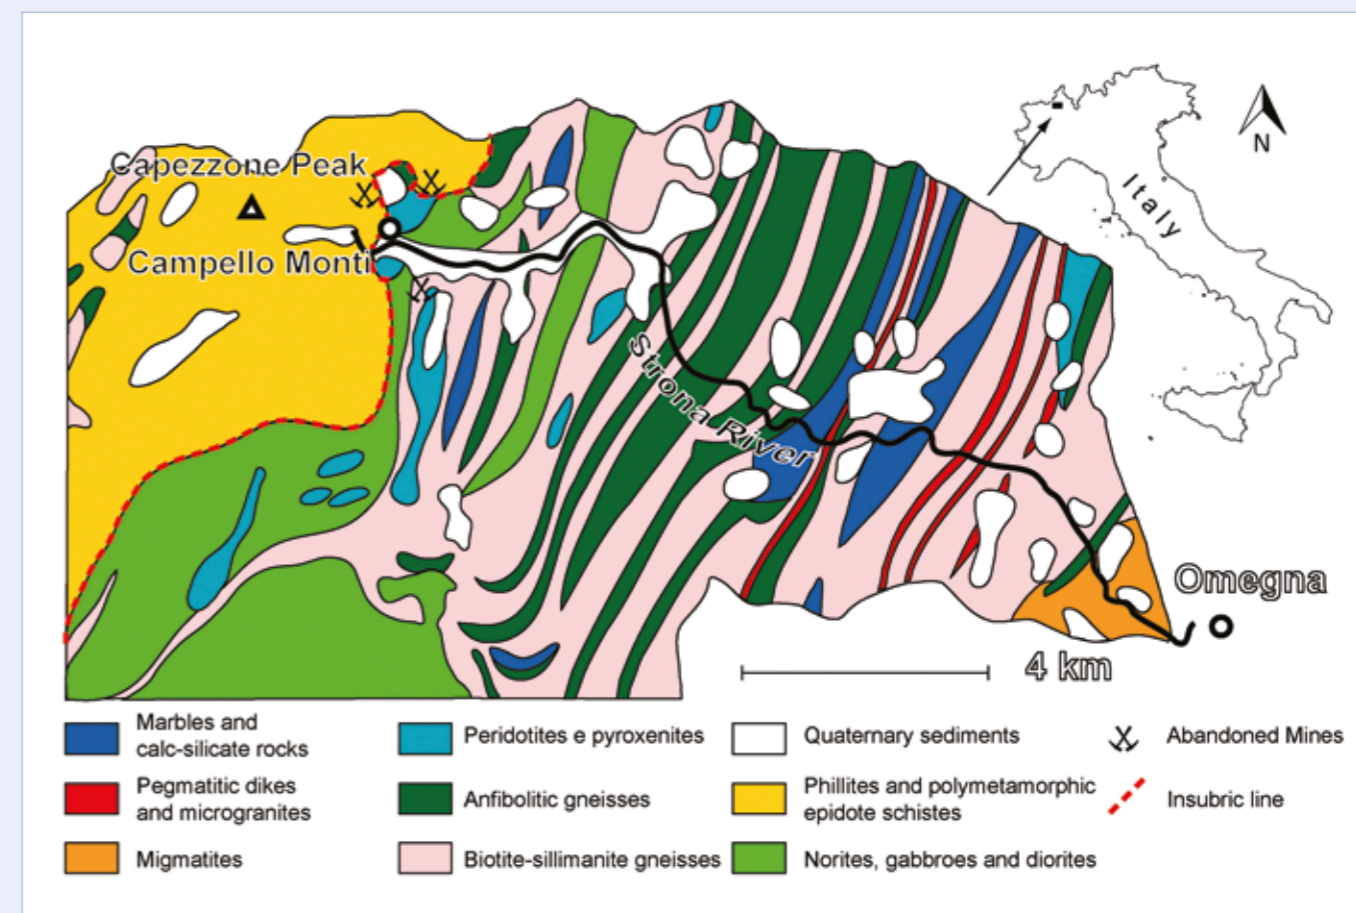 Capezzone Peak
Campello Monti
Strona River
Omegna
4 km
N
Italy
Marbles and
calc-silicate rocks
Pegmatitic dikes
and microgranites
Migmatites
Peridotites e pyroxenites
Anfibolitic gneisses
Biotite-sillimanite gneisses
Quaternary sediments
Phillites and polymetamorphic
epidote schistes
Norites, gabbroes and diorites
Abandoned Mines
Insubric line